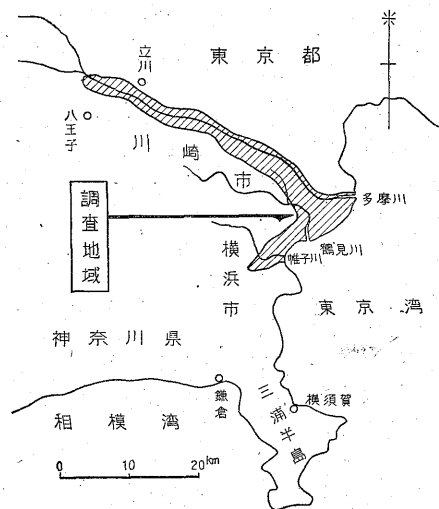 東京都
立川
八王子
川崎市
多摩川
調査地域
鶴見川
帷子川
横浜市
東京湾
神奈川県
鎌倉
横須賀
三浦半島
相模湾
0 10 20km